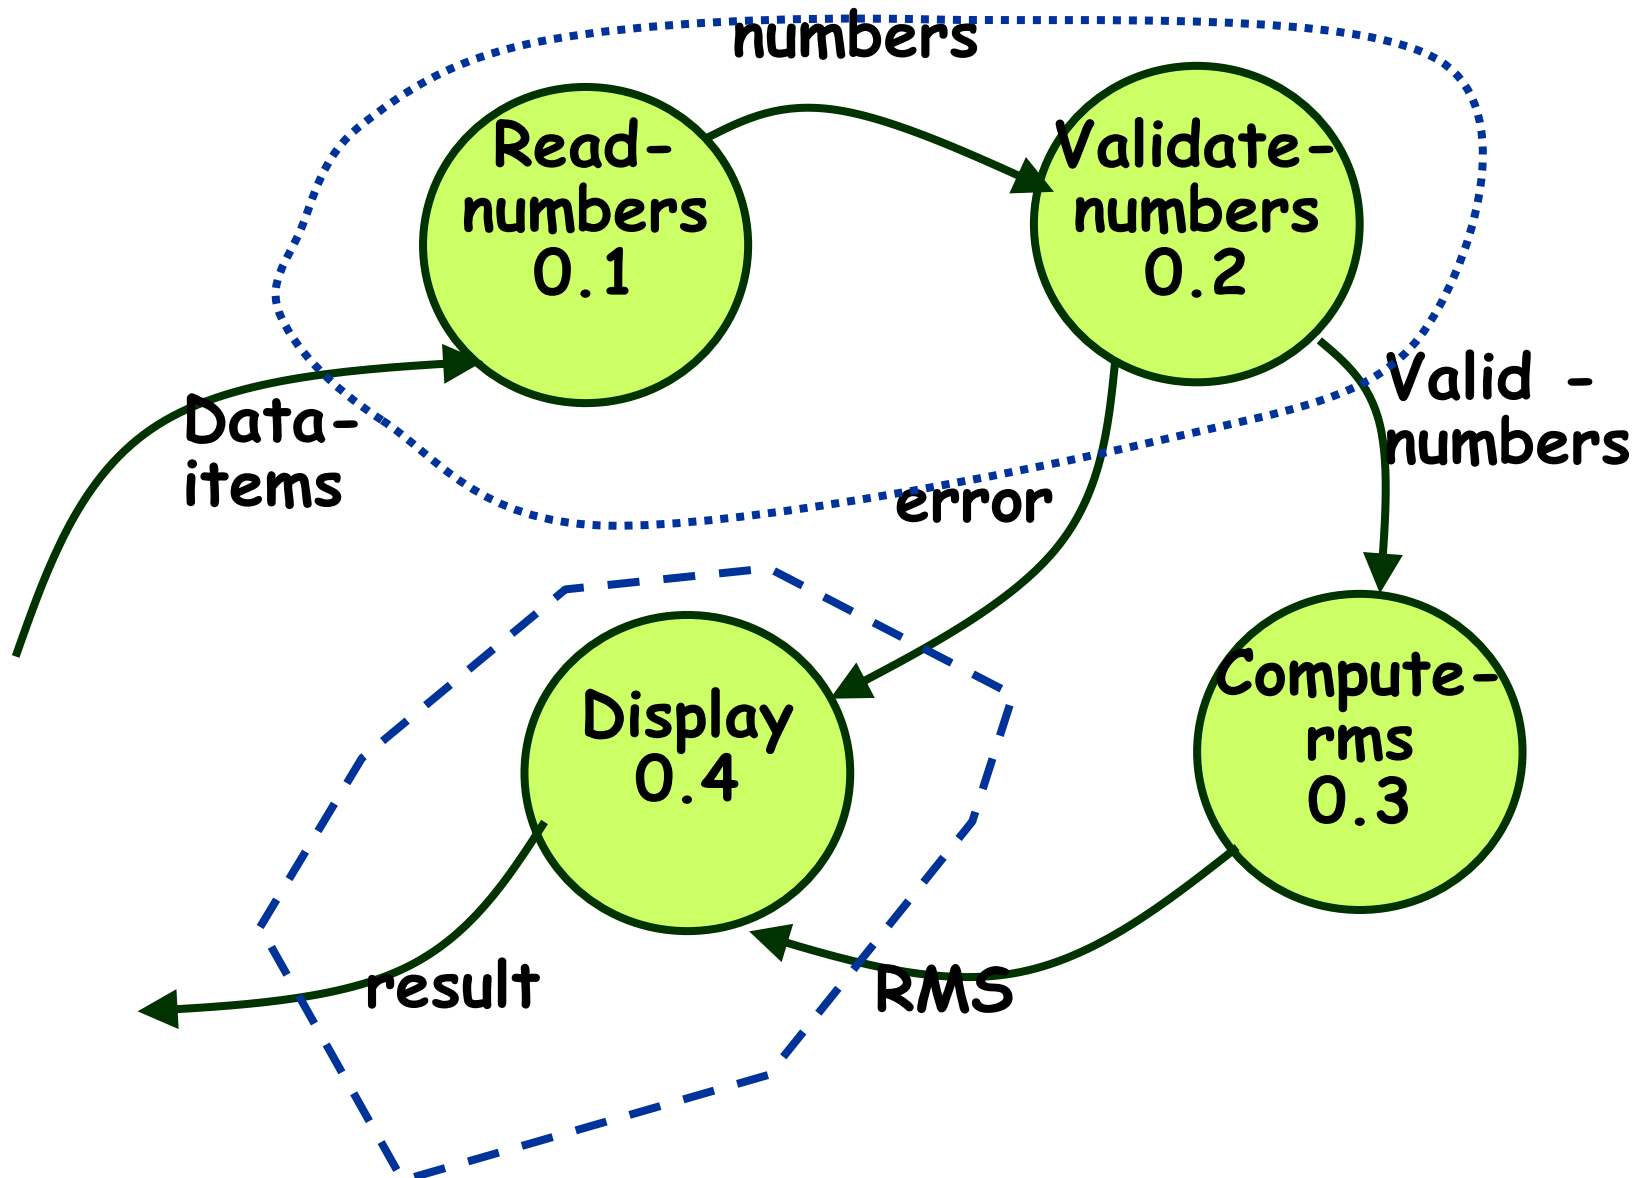 numbers
Read-
numbers
0.1
Validate-
numbers
0.2
Data-
items
Valid -
numbers
error
Display
0.4
Compute-
rms
0.3
result
RMS